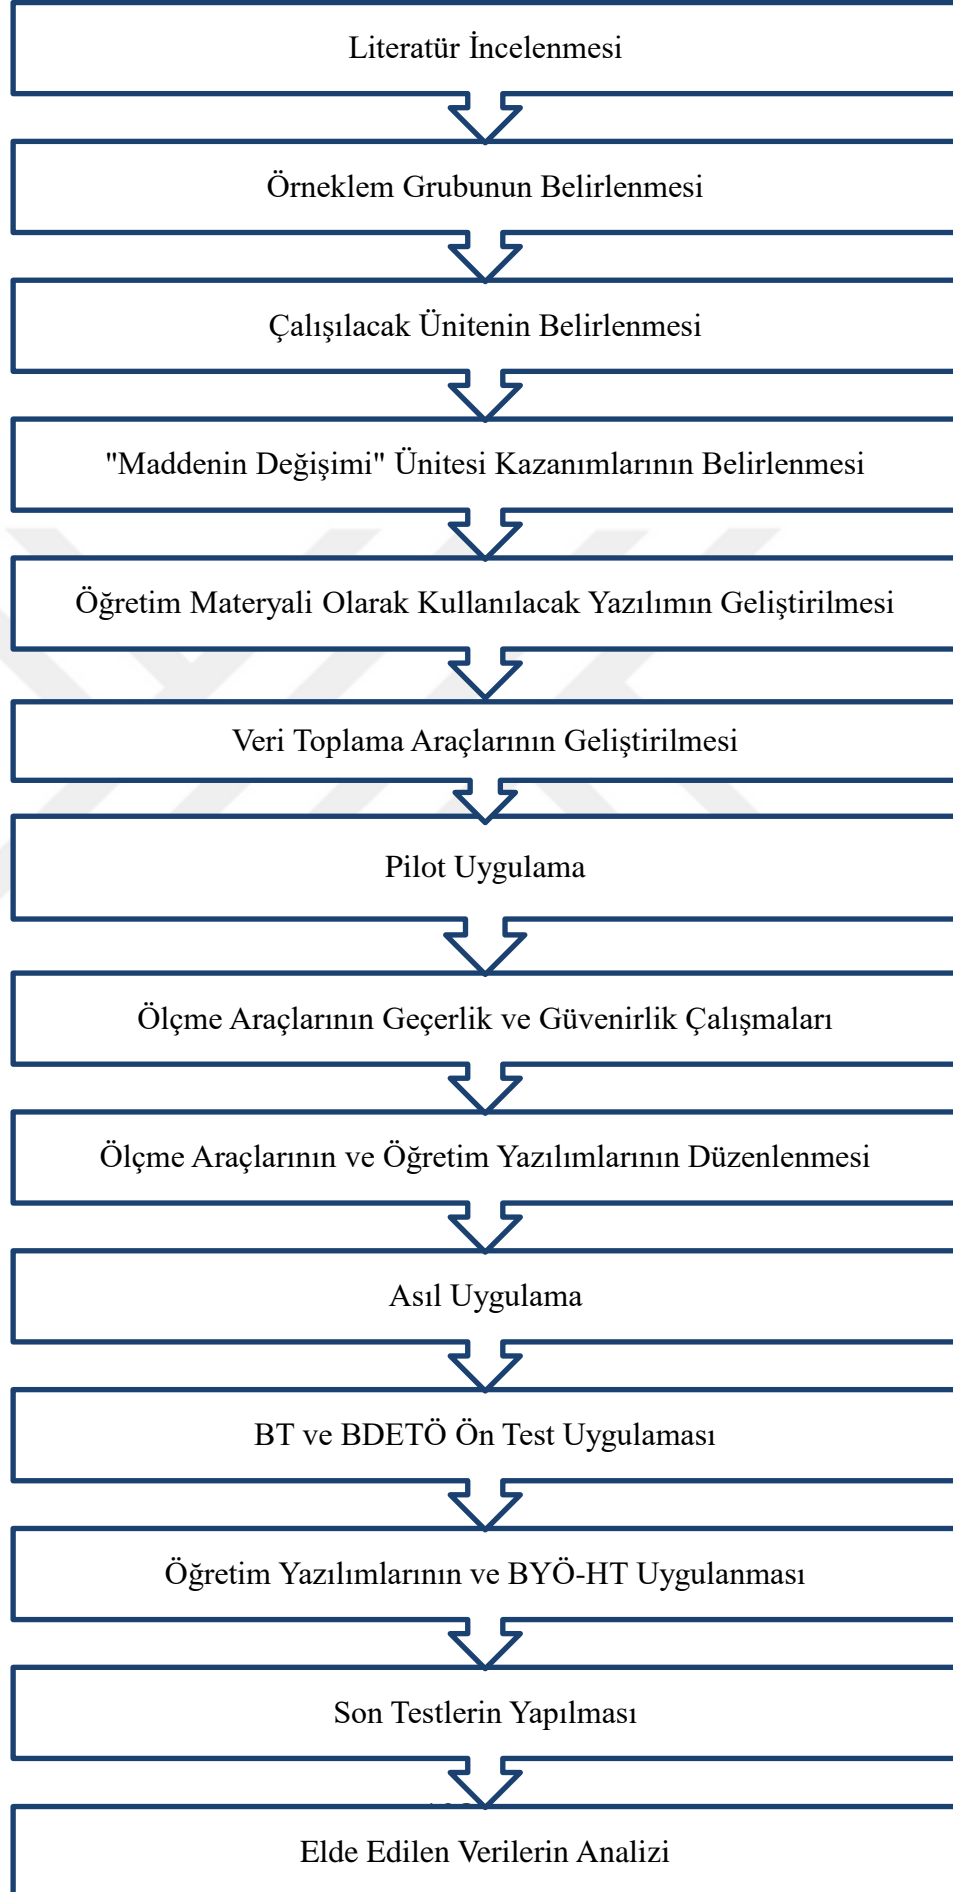 Literatür İncelenmesi
Örneklem Grubunun Belirlenmesi
Çalışılacak Ünitenin Belirlenmesi
"Maddenin Değişimi" Ünitesi Kazanımlarının Belirlenmesi
Öğretim Materyali Olarak Kullanılacak Yazılımın Geliştirilmesi
Veri Toplama Araçlarının Geliştirilmesi
Pilot Uygulama
Ölçme Araçlarının Geçerlik ve Güvenirlik Çalışmaları
Ölçme Araçlarının ve Öğretim Yazılımlarının Düzenlenmesi
Asıl Uygulama
BT ve BDETÖ Ön Test Uygulaması
Öğretim Yazılımlarının ve BYÖ-HT Uygulanması
Son Testlerin Yapılması
Elde Edilen Verilerin Analizi